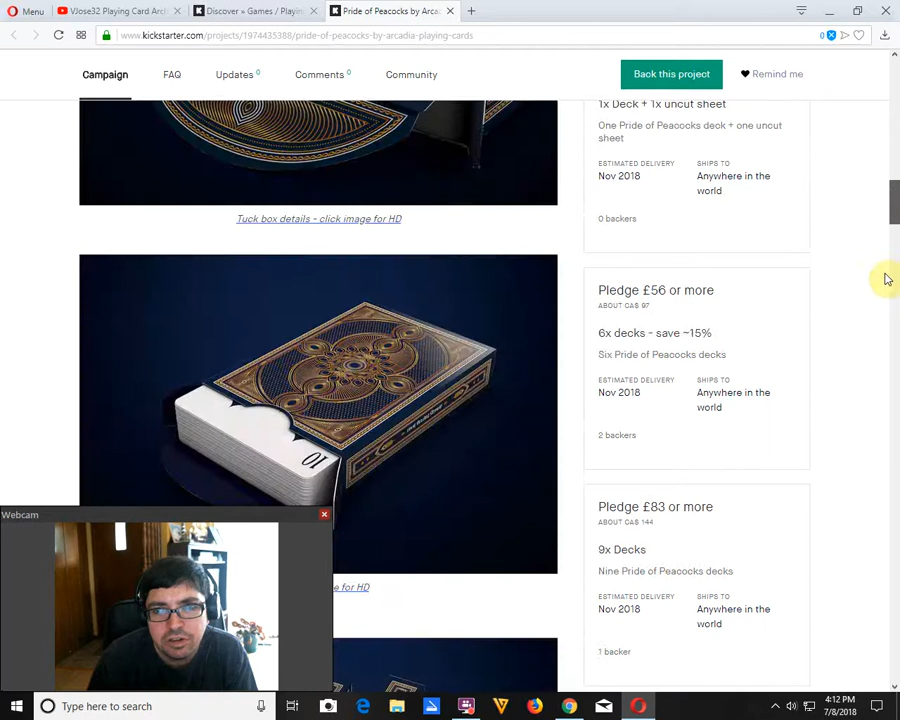 Menu
VJose32 Playing Card Archi
Discover » Games / Playin
Pride of Peacocks by Arca
www.kickstarter.com/projects/1974435388/pride-of-peacocks-by-arcadia-playing-cards
0
Campaign
FAQ
Updates 0
Comments 0
Community
Back this project
Remind me
1x Deck + 1x uncut sheet
One Pride of Peacocks deck + one uncut
sheet
ESTIMATED DELIVERY
SHIPS TO
Nov 2018
Anywhere in the
world
0 backers
Tuck box details - click image for HD
Pledge £56 or more
ABOUT CA$ 97
6x decks - save ~15%
Six Pride of Peacocks decks
ESTIMATED DELIVERY
SHIPS TO
Nov 2018
Anywhere in the
world
2 backers
10
Pledge £83 or more
ABOUT CA$ 144
9x Decks
Nine Pride of Peacocks decks
ESTIMATED DELIVERY
SHIPS TO
Nov 2018
Anywhere in the
world
1 backer
Webcam
e for HD
Type here to search
4:12 PM
7/8/2018